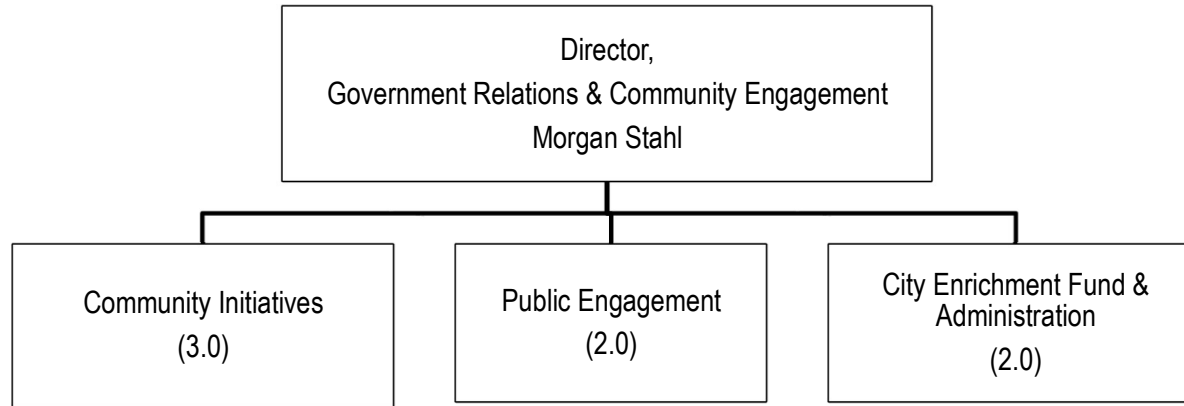 Director,
Government Relations & Community Engagement
Morgan Stahl
Community Initiatives
(3.0)
Public Engagement
(2.0)
City Enrichment Fund &
Administration
(2.0)